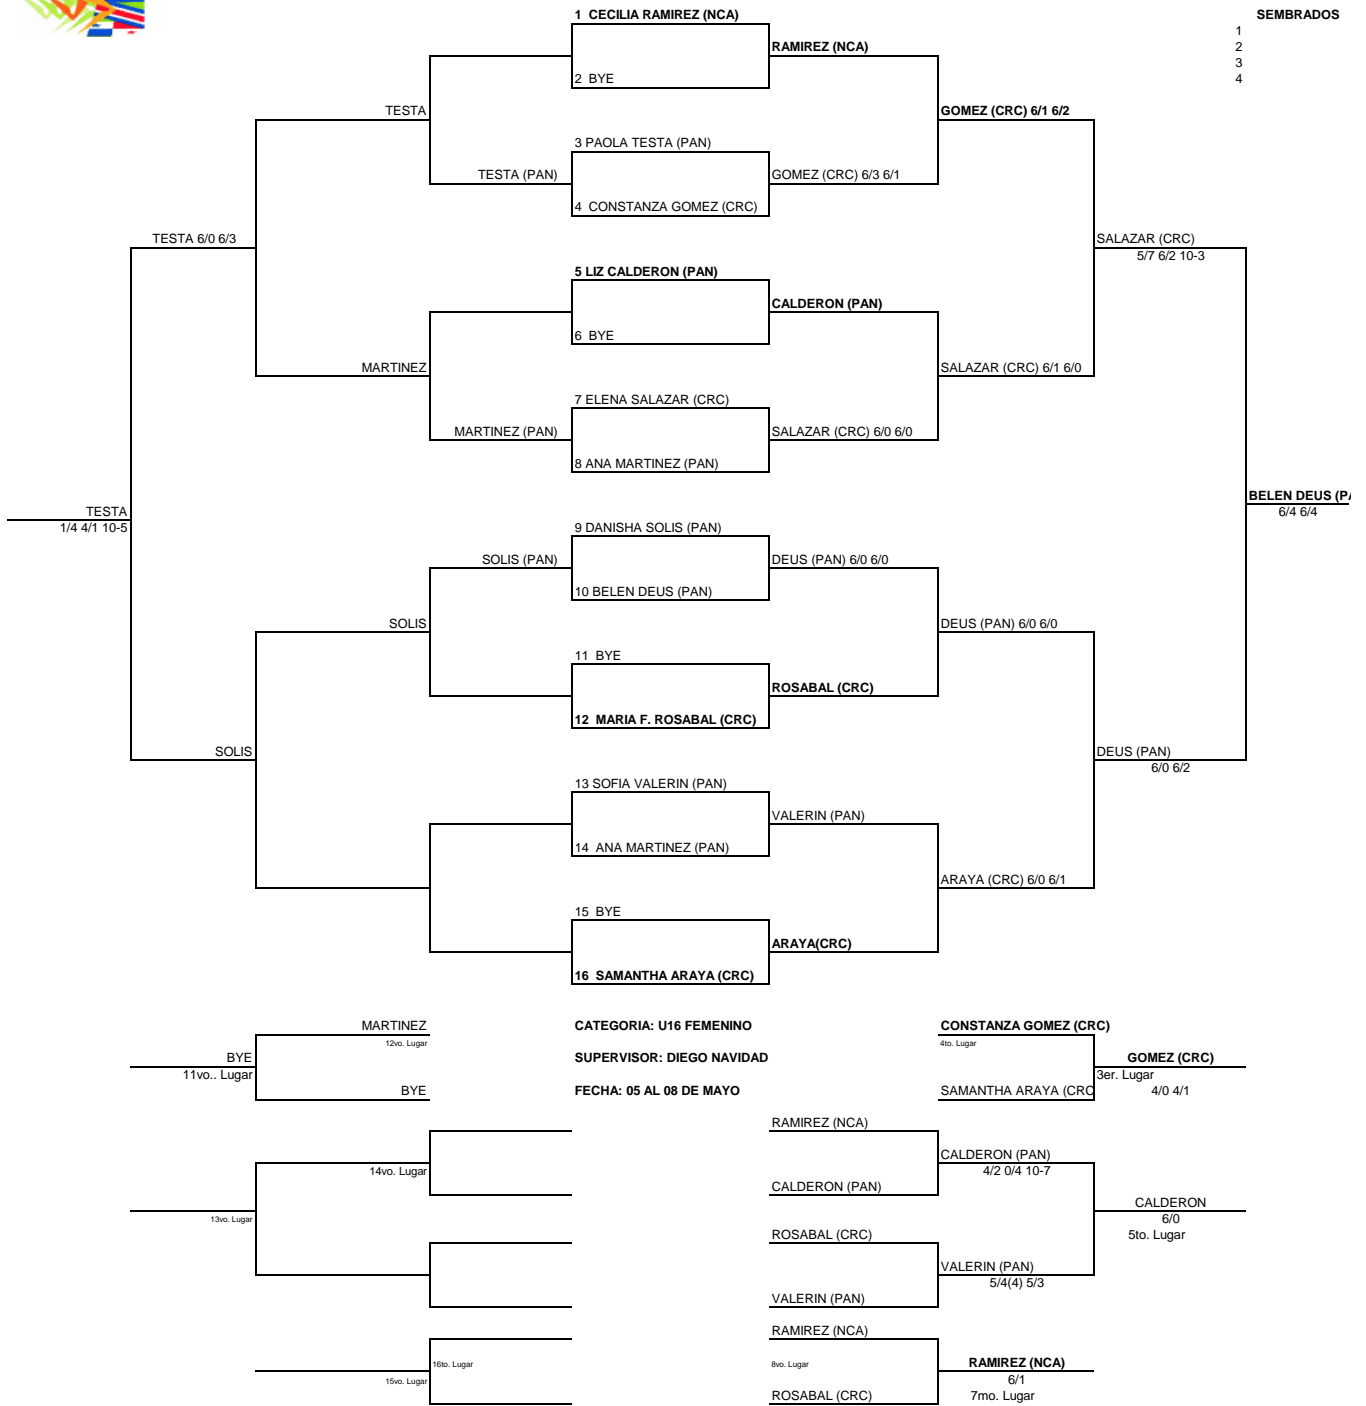 1 CECILIA RAMIREZ (NCA)
SEMBRADOS
1
2
3
4
RAMIREZ (NCA)
2 BYE
TESTA
GOMEZ (CRC) 6/1 6/2
3 PAOLA TESTA (PAN)
TESTA (PAN)
GOMEZ (CRC) 6/3 6/1
4 CONSTANZA GOMEZ (CRC)
TESTA 6/0 6/3
SALAZAR (CRC)
5/7 6/2 10-3
5 LIZ CALDERON (PAN)
CALDERON (PAN)
6 BYE
MARTINEZ
SALAZAR (CRC) 6/1 6/0
7 ELENA SALAZAR (CRC)
MARTINEZ (PAN)
SALAZAR (CRC) 6/0 6/0
8 ANA MARTINEZ (PAN)
BELEN DEUS (PA
6/4 6/4
TESTA
1/4 4/1 10-5
9 DANISHA SOLIS (PAN)
SOLIS (PAN)
DEUS (PAN) 6/0 6/0
10 BELEN DEUS (PAN)
SOLIS
DEUS (PAN) 6/0 6/0
11 BYE
ROSABAL (CRC)
12 MARIA F. ROSABAL (CRC)
SOLIS
DEUS (PAN)
6/0 6/2
13 SOFIA VALERIN (PAN)
VALERIN (PAN)
14 ANA MARTINEZ (PAN)
ARAYA (CRC) 6/0 6/1
15 BYE
ARAYA(CRC)
16 SAMANTHA ARAYA (CRC)
MARTINEZ
12vo. Lugar
CATEGORIA: U16 FEMENINO
CONSTANZA GOMEZ (CRC)
4to. Lugar
BYE
11vo.. Lugar
SUPERVISOR: DIEGO NAVIDAD
GOMEZ (CRC)
3er. Lugar
4/0 4/1
BYE
FECHA: 05 AL 08 DE MAYO
SAMANTHA ARAYA (CRC
RAMIREZ (NCA)
14vo. Lugar
CALDERON (PAN)
4/2 0/4 10-7
CALDERON (PAN)
13vo. Lugar
CALDERON
6/0
5to. Lugar
ROSABAL (CRC)
VALERIN (PAN)
5/4(4) 5/3
VALERIN (PAN)
RAMIREZ (NCA)
16to. Lugar
8vo. Lugar
RAMIREZ (NCA)
15vo. Lugar
6/1
7mo. Lugar
ROSABAL (CRC)